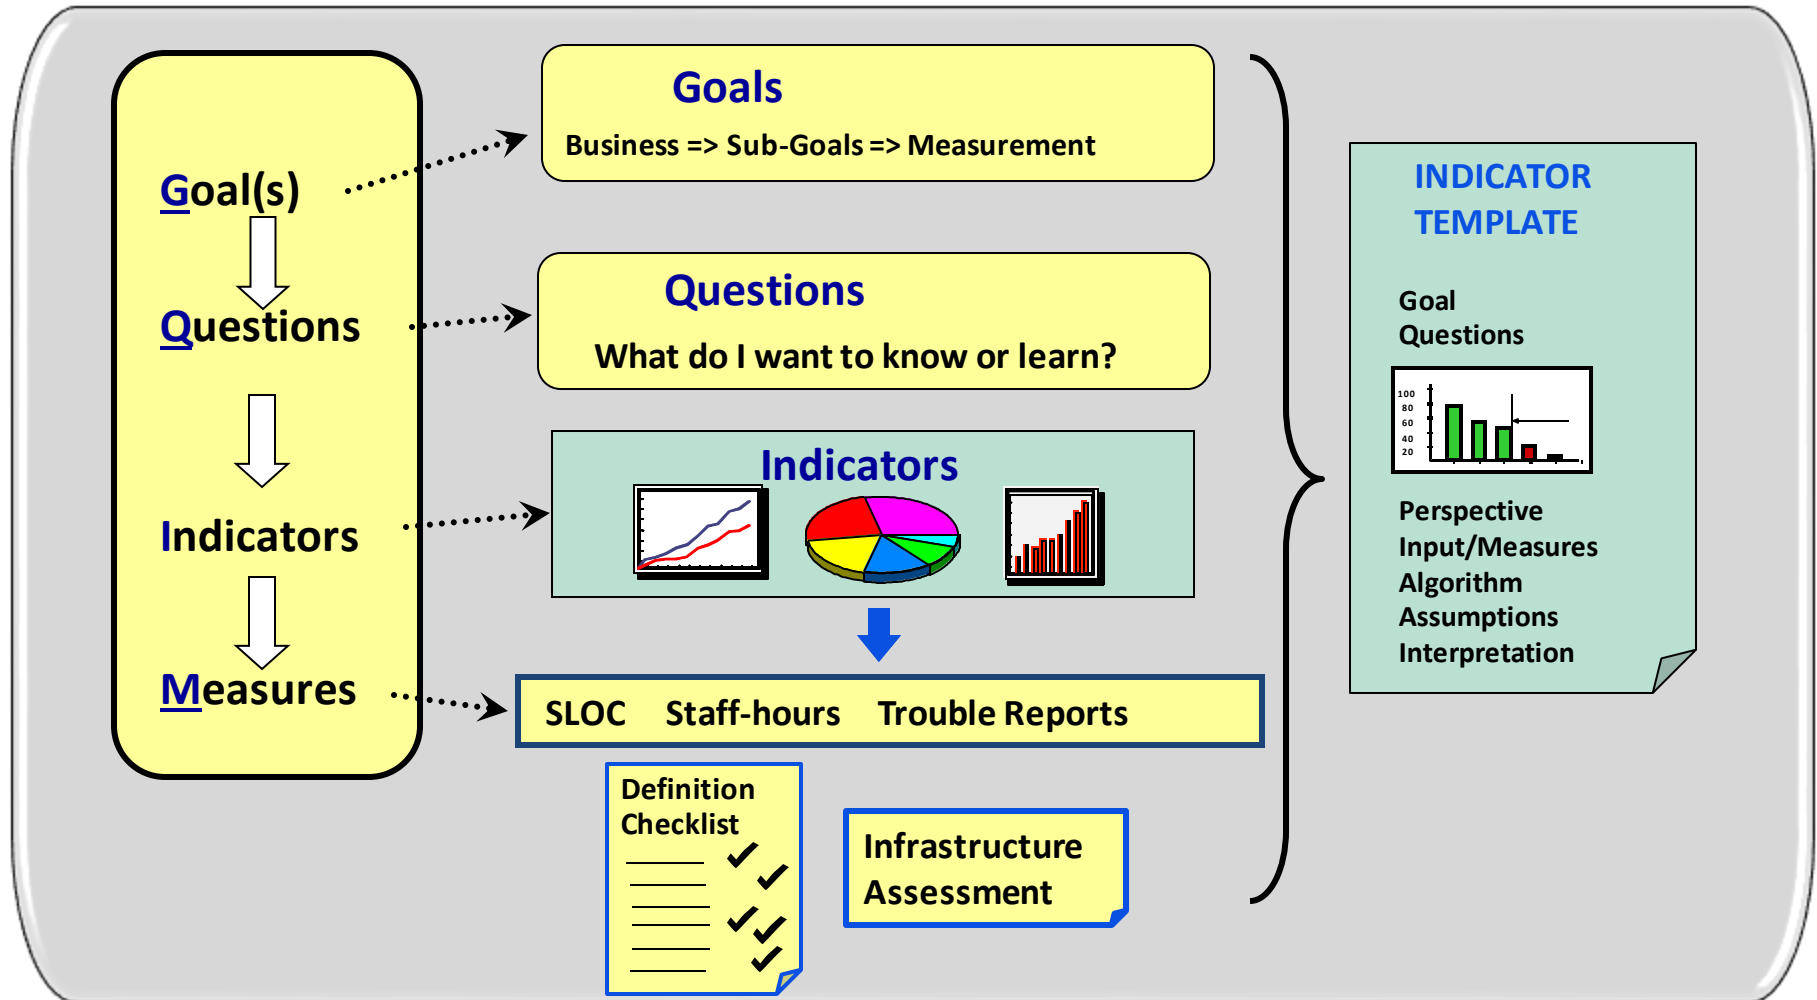 Goal(s)
Questions
Indicators
Measures
Goals
Business => Sub-Goals => Measurement
Questions
What do I want to know or learn?
Indicators
SLOC Staff-hours Trouble Reports
Definition
Checklist
Infrastructure
Assessment
INDICATOR
TEMPLATE
Goal
Questions
100
80
60
40
20
Perspective
Input/Measures
Algorithm
Assumptions
Interpretation